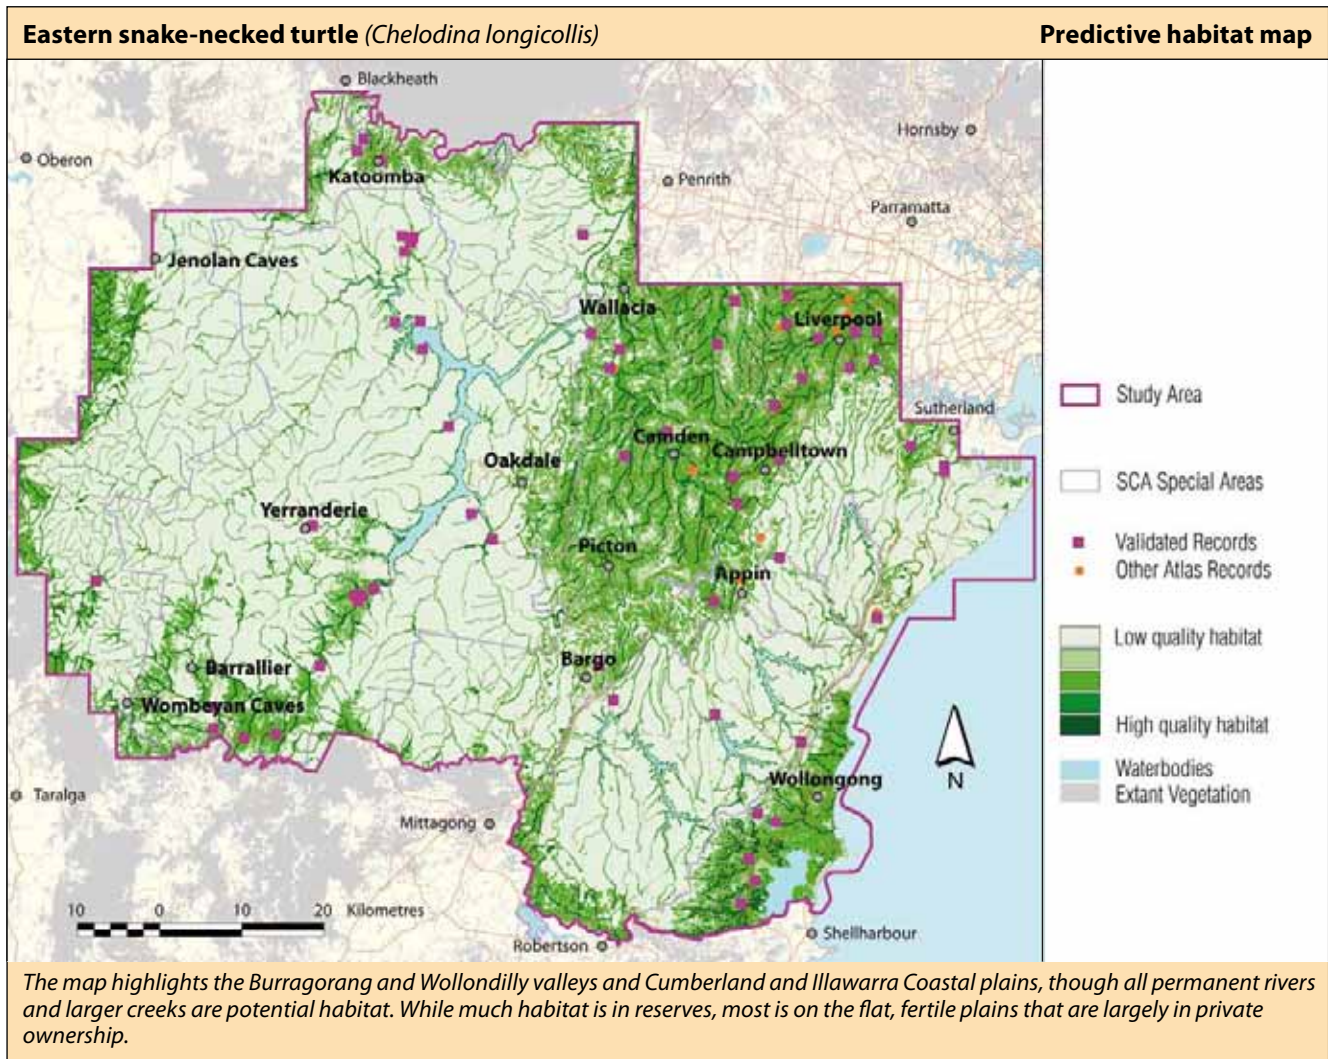 Eastern snake-necked turtle (Chelodina longicollis)
Predictive habitat map
Blackheath
Hornsby
Oberon
Katoomba
Penrith
Parramatta
Jenolan Caves
Wallacia
Liverpool
Sutherland
Study Area
Camden
Campbelltown
Oakdale
SCA Special Areas
Yerranderie
Validated Records
Picton
Other Atlas Records
Appin
Low quality habitat
Bargo
Barrallier
Wombeyan Caves
High quality habitat
Wollongong
N
Waterbodies
Extant Vegetation
Taralga
Mittagong
10 0 10 20 Kilometres
Robertson
Shellharbour
The map highlights the Burragorang and Wollondilly valleys and Cumberland and Illawarra Coastal plains, though all permanent rivers
and larger creeks are potential habitat. While much habitat is in reserves, most is on the flat, fertile plains that are largely in private
ownership.